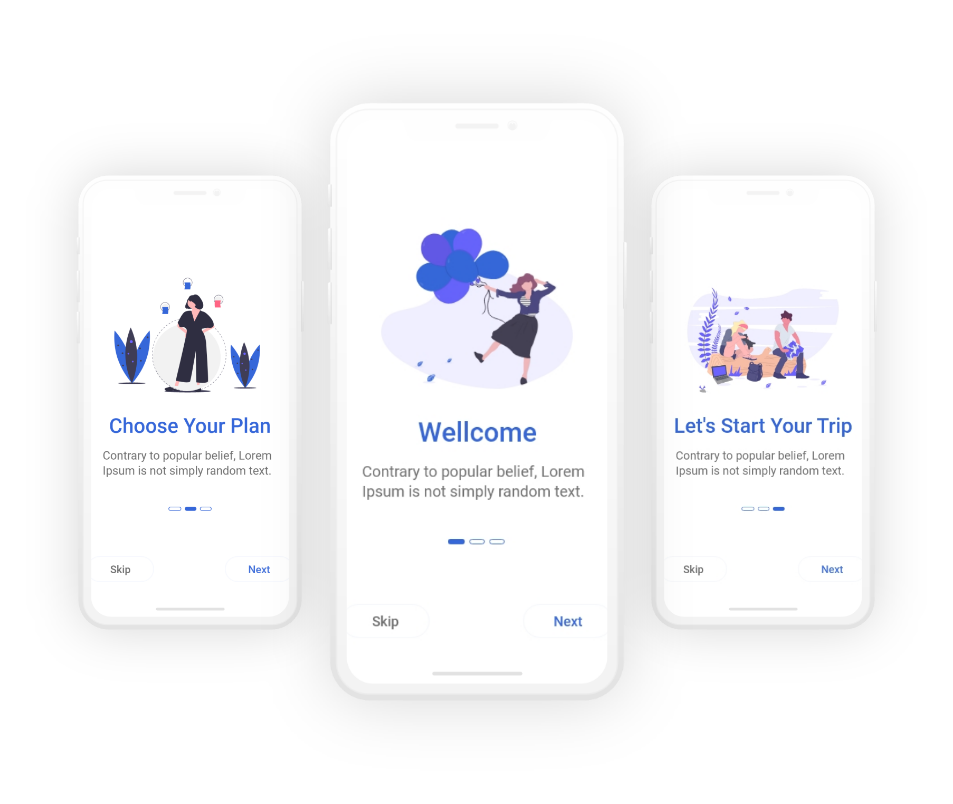 Choose Your Plan
Contrary to popular belief, Lorem
Ipsum is not simply random text.
Skip
Next
Wellcome
Contrary to popular belief, Lorem
Ipsum is not simply random text.
Skip
Next
Let's Start Your Trip
Contrary to popular belief, Lorem
Ipsum is not simply random text.
Skip
Next